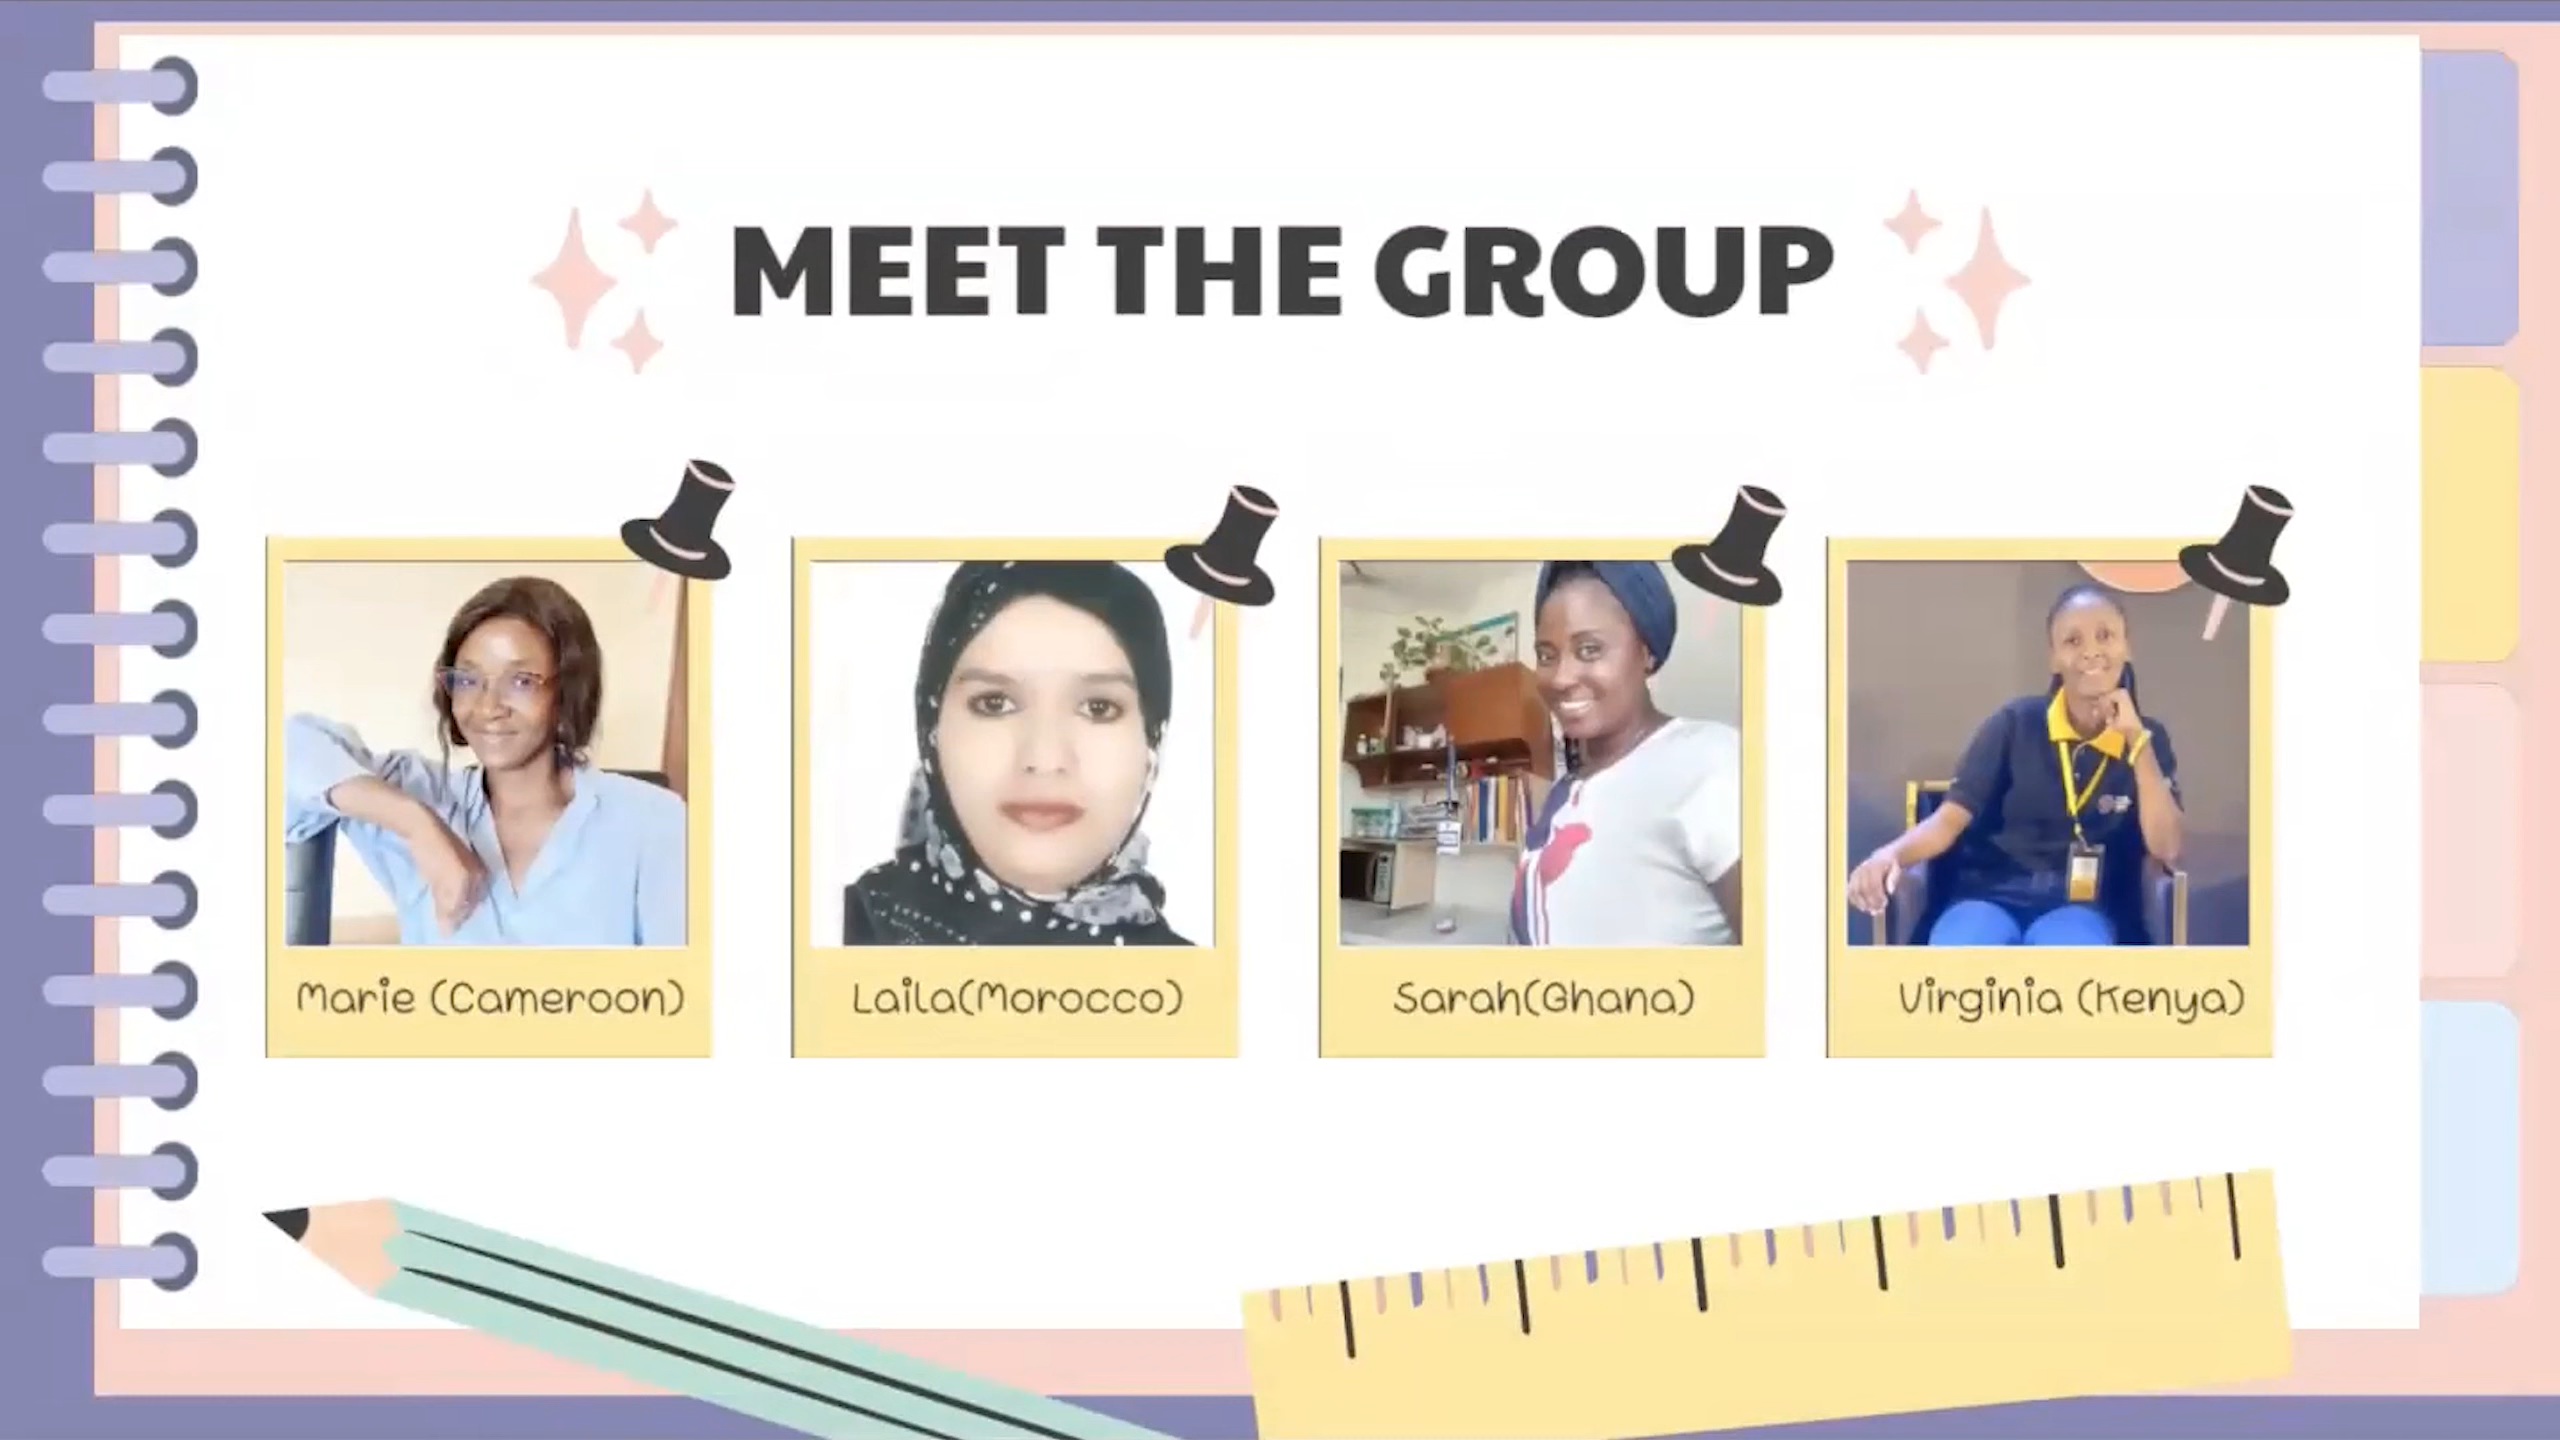 MEET THE GROUP
Marie (Cameroon)
Laila(Morocco)
Sarah(Ghana)
Virginia (Kenya)